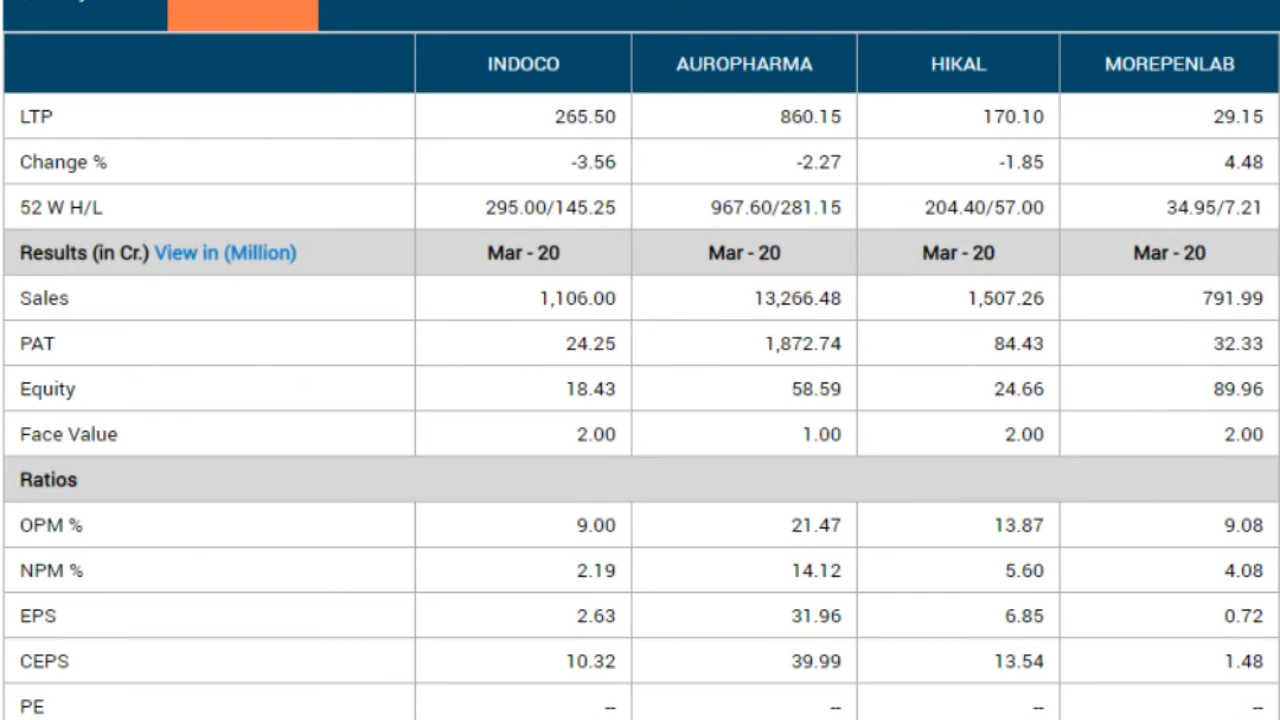 INDOCO AUROPHARMA HIKAL MOREPENLAB
LTP 265.50 860.15 170.10 29.15
Change % -3.56 -2.27 -1.85 4.48
52 W H/L 295.00/145.25 967.60/281.15 204.40/57.00 34.95/7.21
Results (in Cr.) View in (Million) Mar - 20 Mar - 20 Mar - 20 Mar - 20
Sales 1,106.00 13,266.48 1,507.26 791.99
PAT 24.25 1,872.74 84.43 32.33
Equity 18.43 58.59 24.66 89.96
Face Value 2.00 1.00 2.00 2.00
Ratios
OPM % 9.00 21.47 13.87 9.08
NPM % 2.19 14.12 5.60 4.08
EPS 2.63 31.96 6.85 0.72
CEPS 10.32 39.99 13.54 1.48
PE -- -- -- --